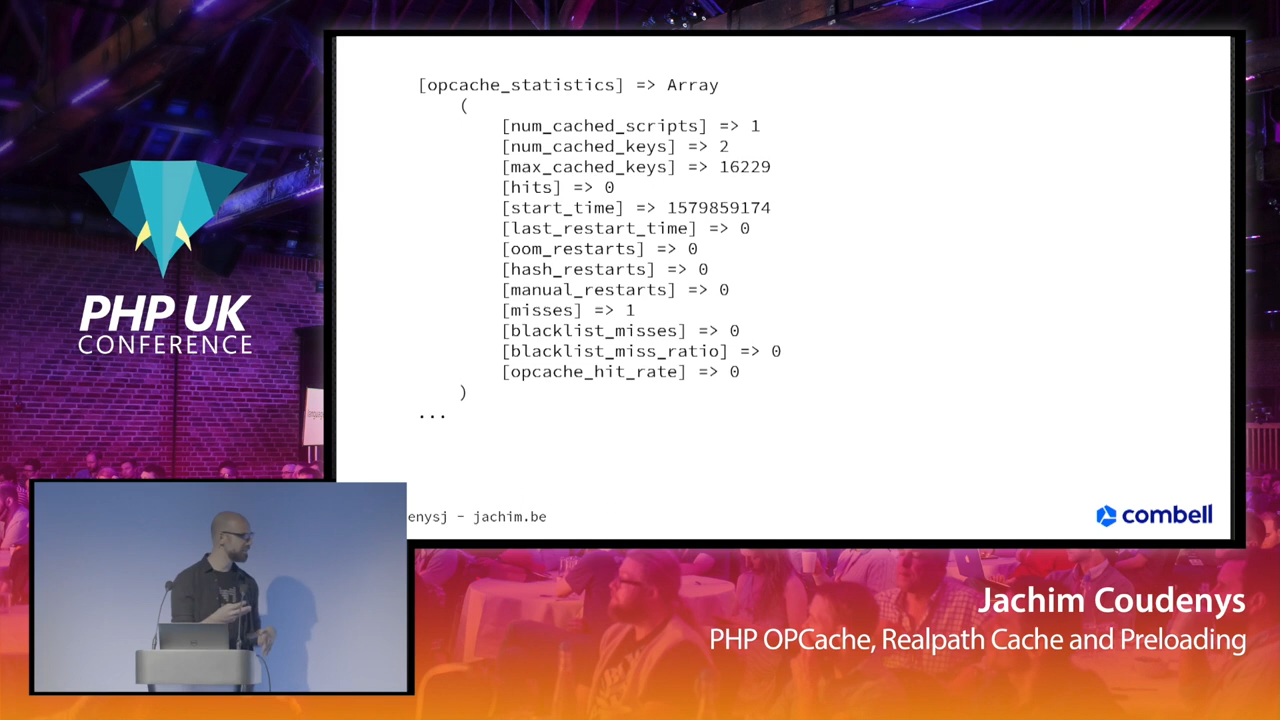 [opcache_statistics] => Array
(
[num_cached_scripts] => 1
[num_cached_keys] => 2
[max_cached_keys] => 16229
[hits] => 0
[start_time] => 1579859174
[last_restart_time] => 0
[oom_restarts] => 0
[hash_restarts] => 0
[manual_restarts] => 0
[misses] => 1
[blacklist_misses] => 0
[blacklist_miss_ratio] => 0
[opcache_hit_rate] => 0
)
...
enysj - jachim.be
combell
PHP UK
CONFERENCE
Jachim Coudenys
PHP OPCache, Realpath Cache and Preloading